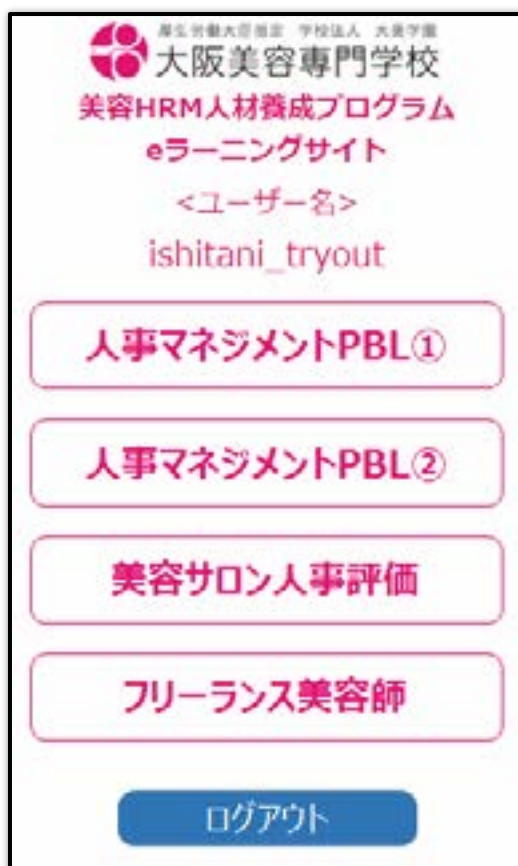 厚生労働大臣指定 学校法人 大美学園
大阪美容専門学校
美容HRM人材養成プログラム
eラーニングサイト
<ユーザー名>
ishitani_tryout
人事マネジメントPBL①
人事マネジメントPBL②
美容サロン人事評価
フリーランス美容師
ログアウト